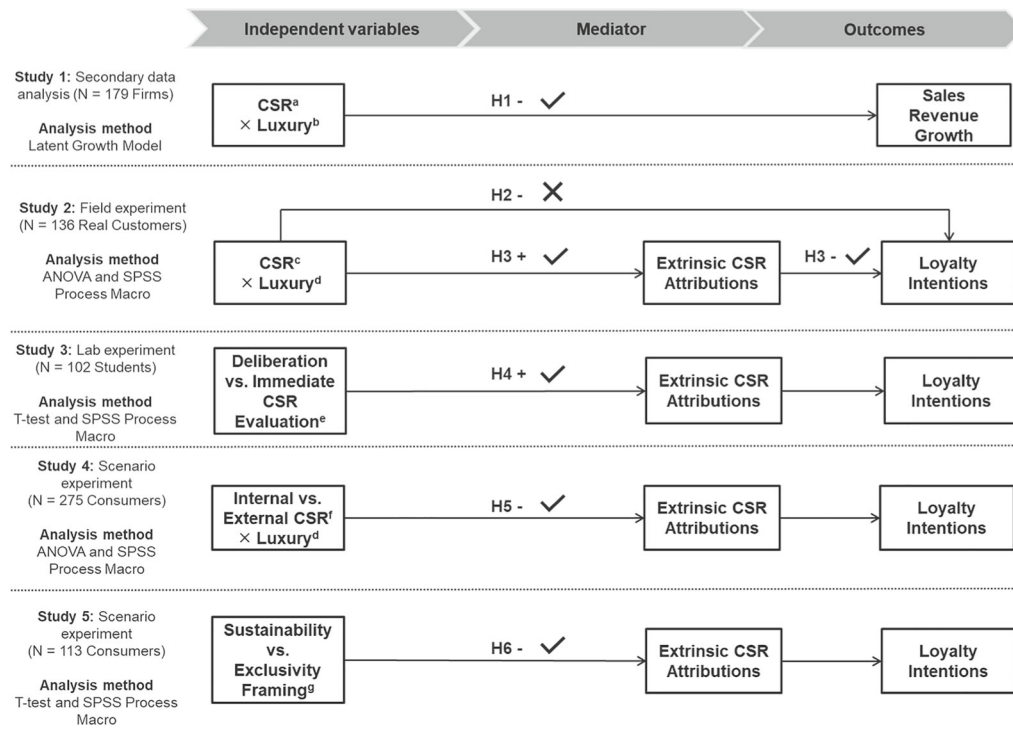 Independent variables
Mediator
Outcomes
Study 1: Secondary data
analysis (N = 179 Firms)
Analysis method
Latent Growth Model
CSRᵃ
× Luxuryᵇ
H1 -
Sales
Revenue
Growth
Study 2: Field experiment
(N = 136 Real Customers)
Analysis method
ANOVA and SPSS
Process Macro
H2 -
CSRᶜ
× Luxuryᵈ
H3 +
Extrinsic CSR
Attributions
H3 -
Loyalty
Intentions
Study 3: Lab experiment
(N = 102 Students)
Analysis method
T-test and SPSS Process
Macro
Deliberation
vs. Immediate
CSR
Evaluationᵉ
H4 +
Extrinsic CSR
Attributions
Loyalty
Intentions
Study 4: Scenario
experiment
(N = 275 Consumers)
Analysis method
ANOVA and SPSS
Process Macro
Internal vs.
External CSRᶠ
× Luxuryᵈ
H5 -
Extrinsic CSR
Attributions
Loyalty
Intentions
Study 5: Scenario
experiment
(N = 113 Consumers)
Analysis method
T-test and SPSS Process
Macro
Sustainability
vs.
Exclusivity
Framingᵍ
H6 -
Extrinsic CSR
Attributions
Loyalty
Intentions